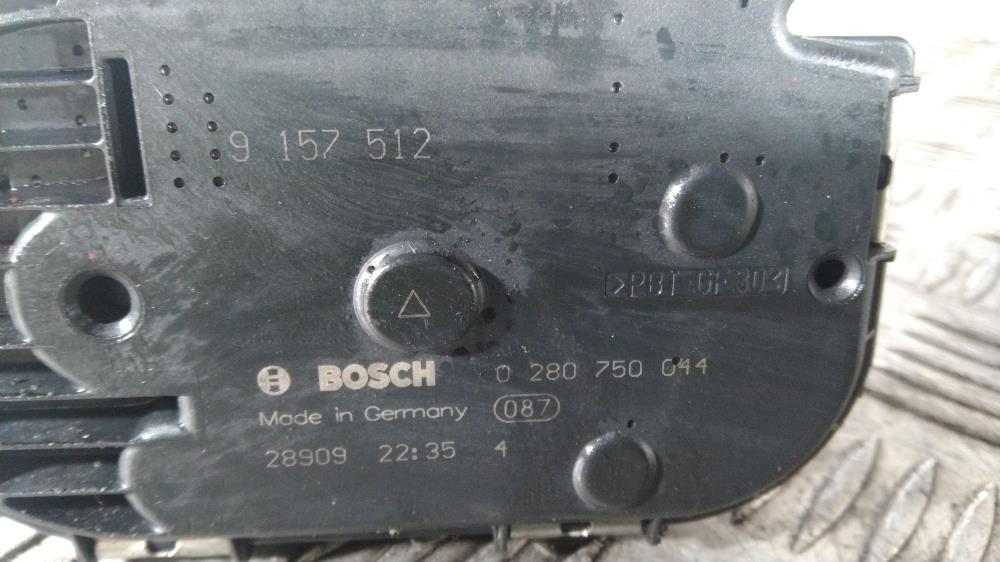 9 157 512
>PBT-GF30<
BOSCH 0 280 750 044
Made in Germany 087
28909 22:35 4